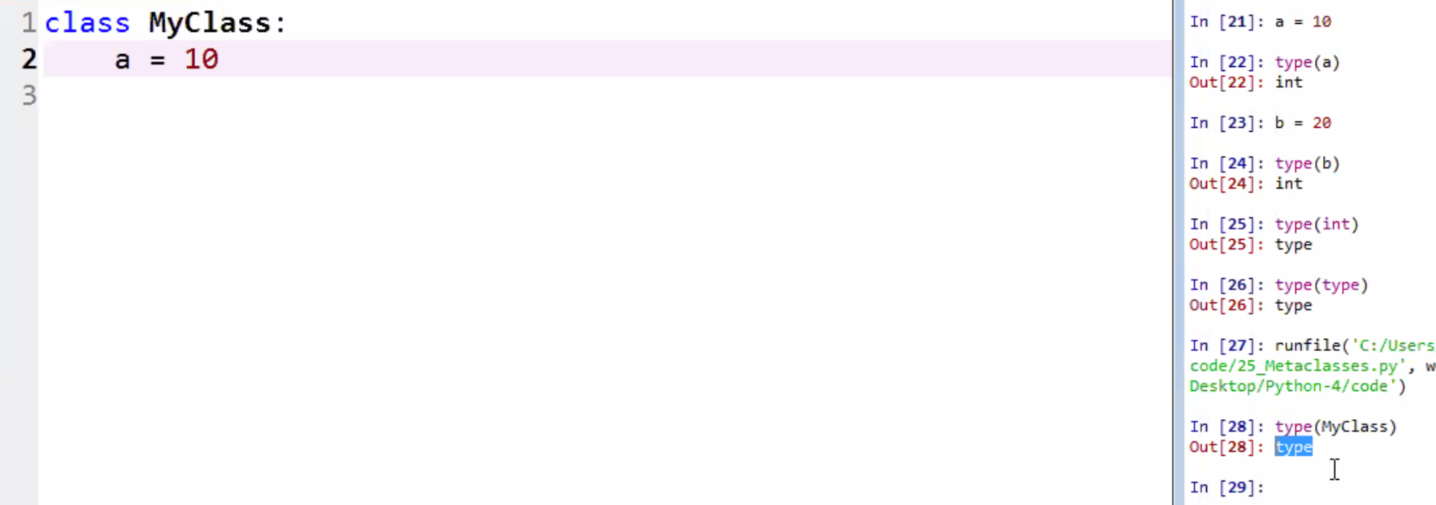 1 class MyClass:
2     a = 10
3
In [21]: a = 10
In [22]: type(a)
Out[22]: int
In [23]: b = 20
In [24]: type(b)
Out[24]: int
In [25]: type(int)
Out[25]: type
In [26]: type(type)
Out[26]: type
In [27]: runfile('C:/Users
code/25_Metaclasses.py', w
Desktop/Python-4/code')
In [28]: type(MyClass)
Out[28]: type
In [29]: